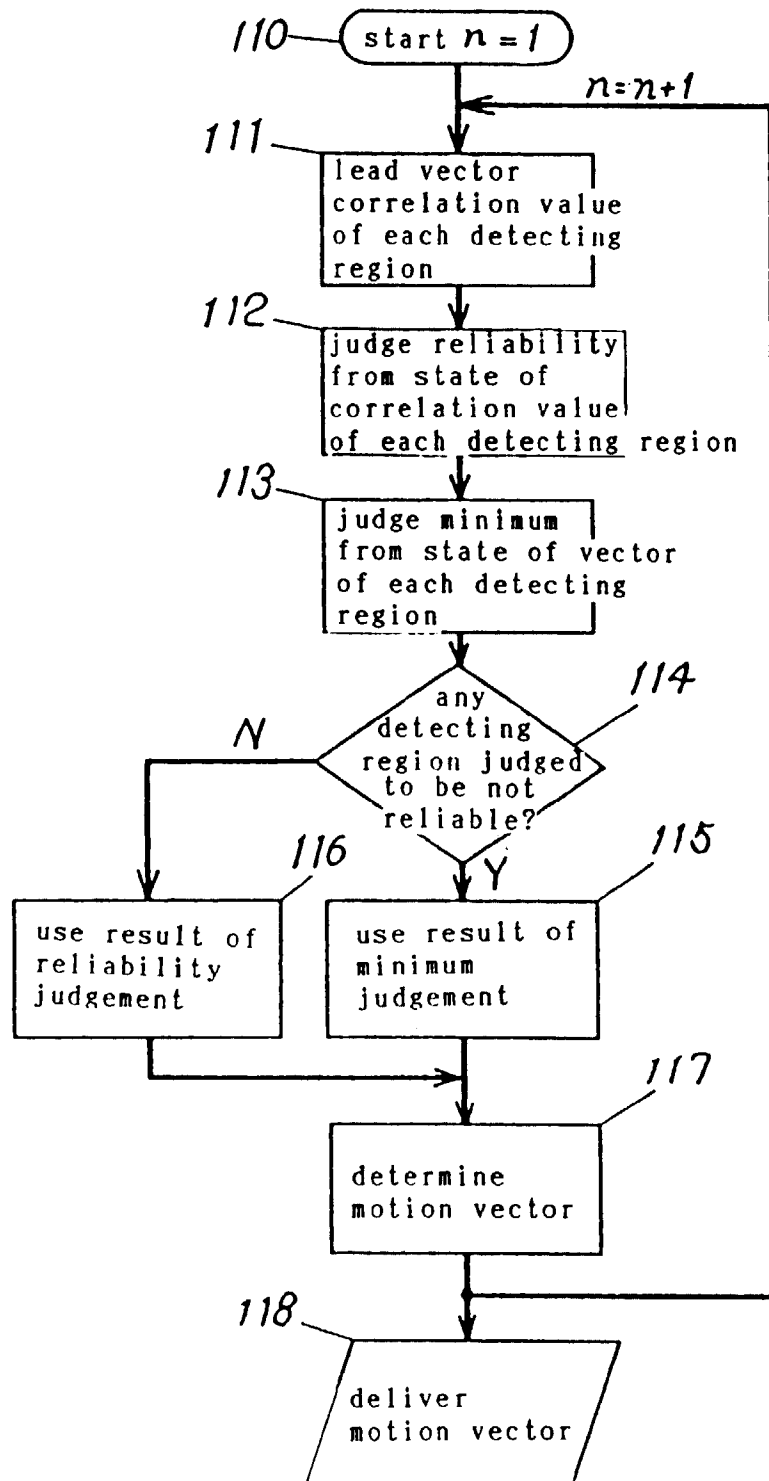 110
start n = 1
n=n+1
111
lead vector
correlation value
of each detecting
region
112
judge reliability
from state of
correlation value
of each detecting region
113
judge minimum
from state of vector
of each detecting
region
114
any
detecting
region judged
to be not
reliable?
N
Y
116
115
use result of
reliability
judgement
use result of
minimum
judgement
117
determine
motion vector
118
deliver
motion vector